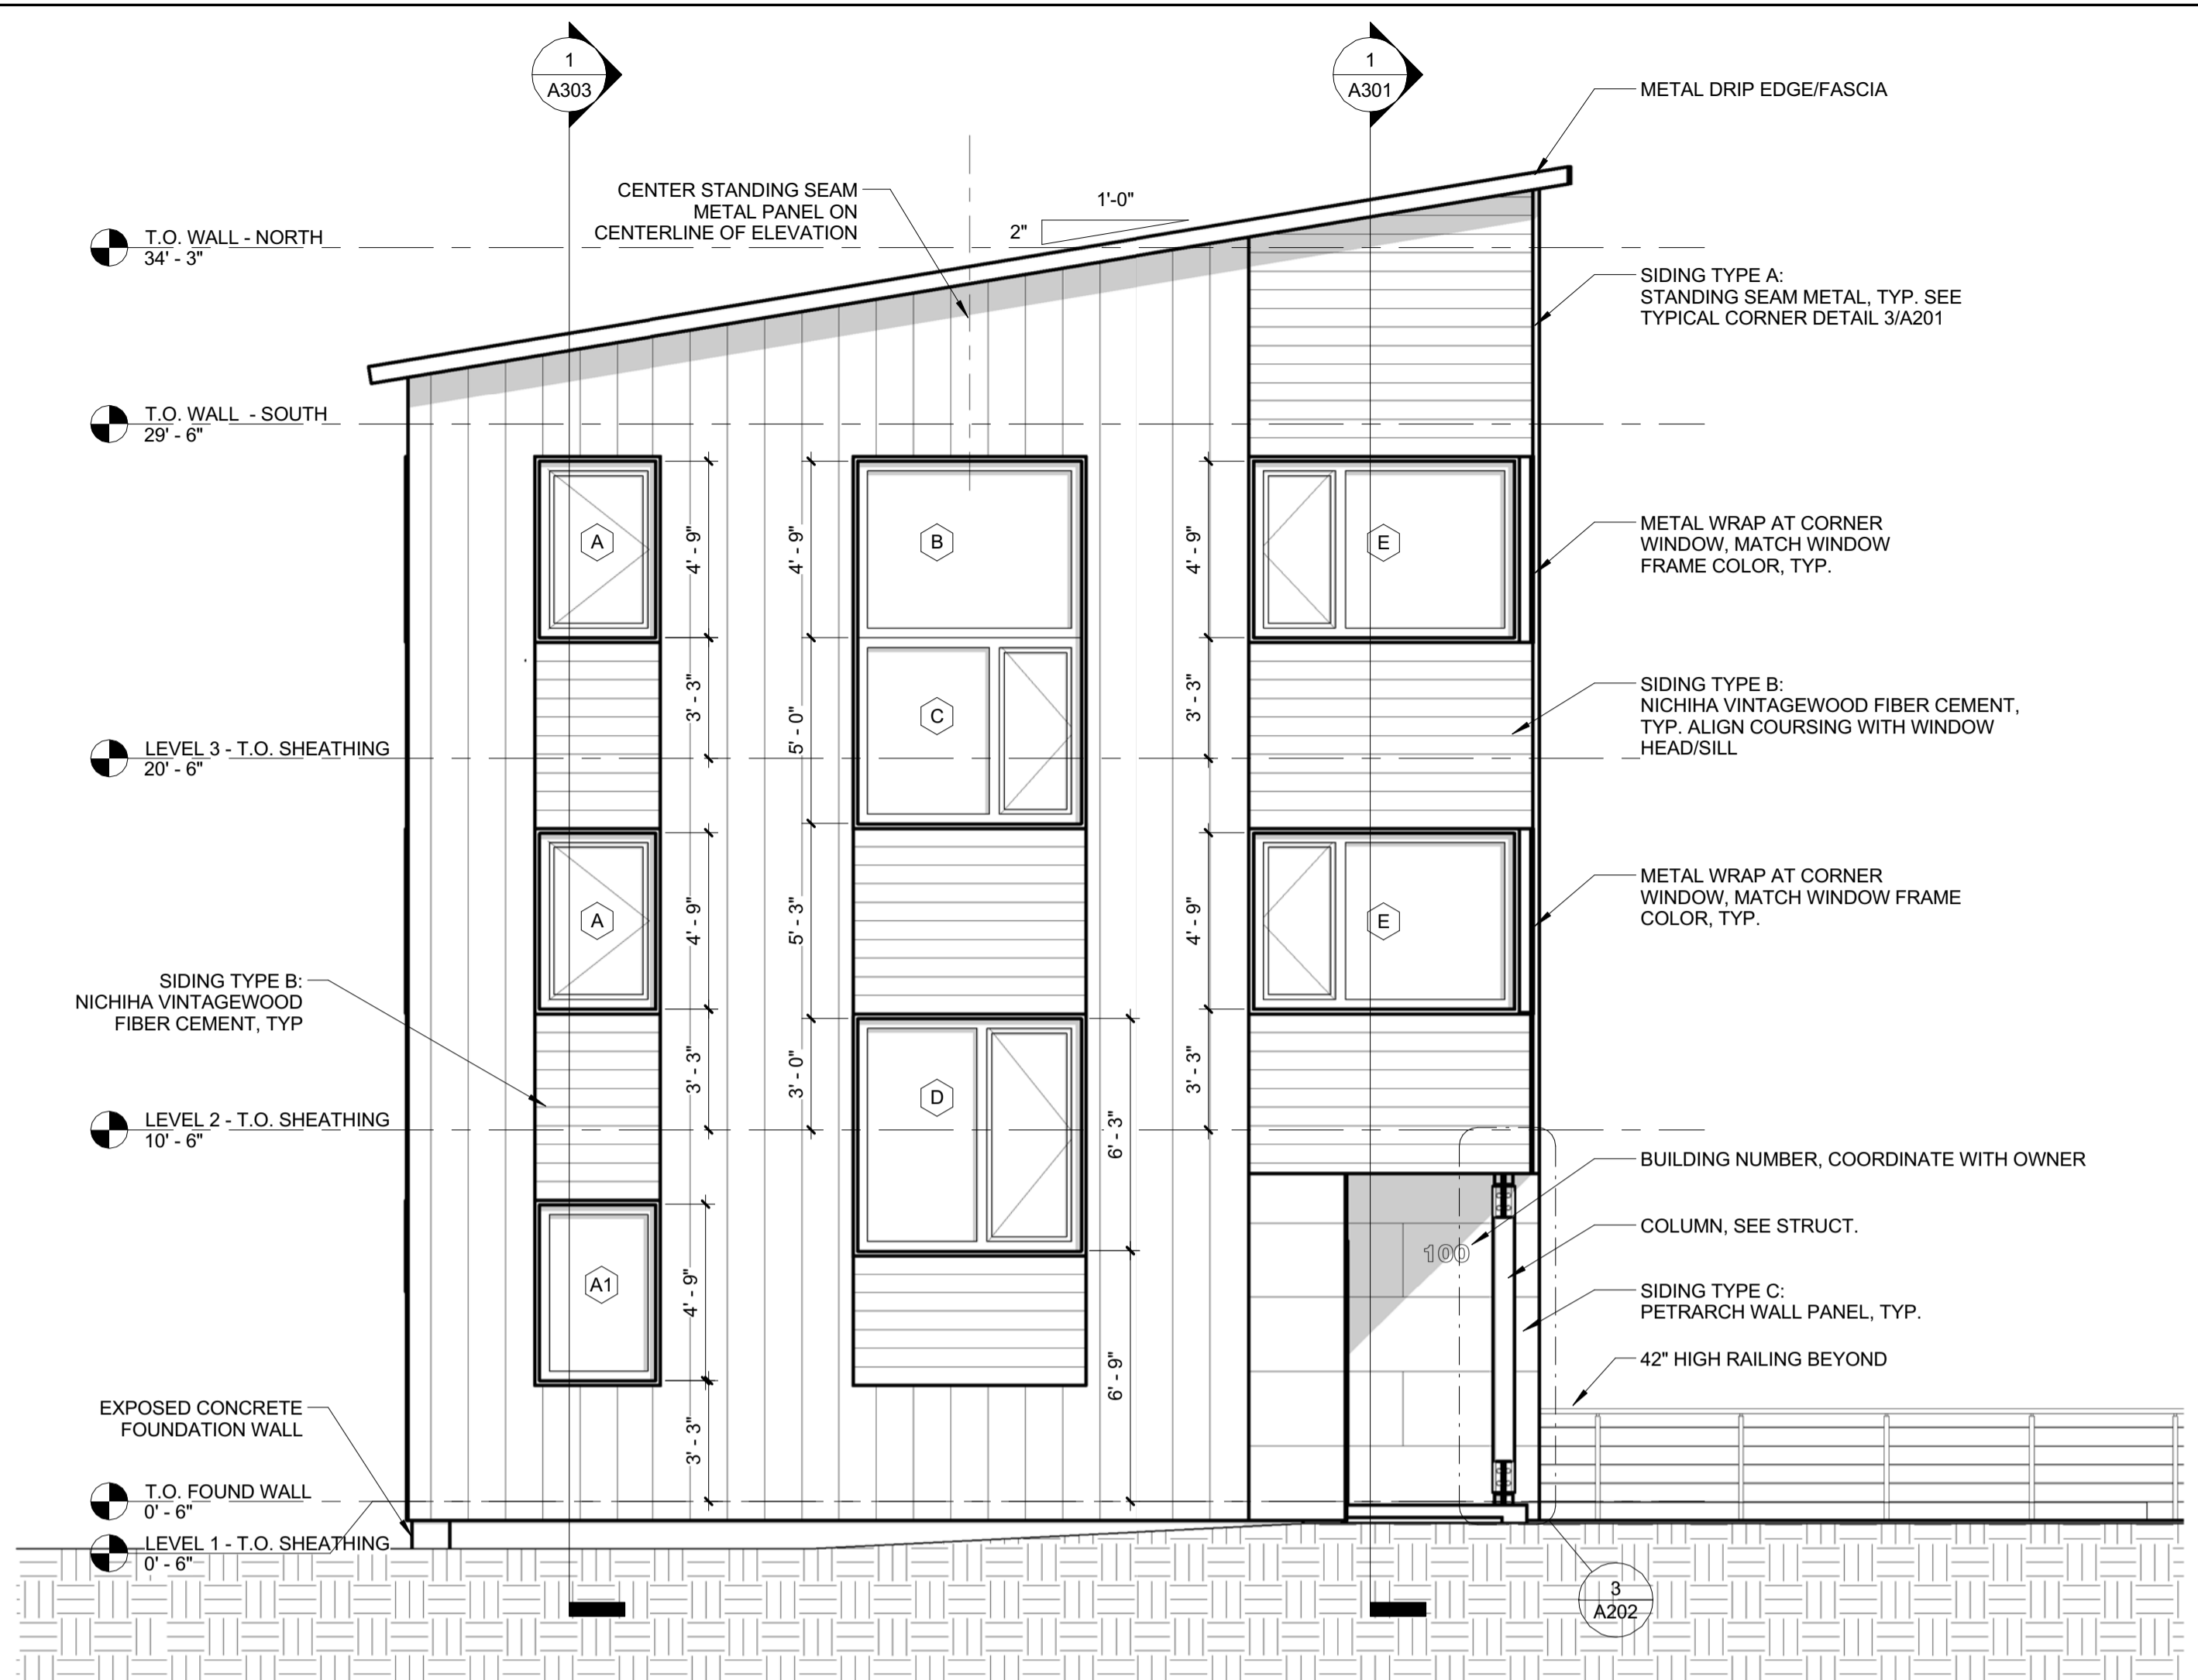 1
A303
1
A301
METAL DRIP EDGE/FASCIA
CENTER STANDING SEAM
METAL PANEL ON
CENTERLINE OF ELEVATION
1'-0"
2"
T.O. WALL - NORTH
34' - 3"
SIDING TYPE A:
STANDING SEAM METAL, TYP. SEE
TYPICAL CORNER DETAIL 3/A201
T.O. WALL - SOUTH
29' - 6"
A
4' - 9"
4' - 9"
B
4' - 9"
E
METAL WRAP AT CORNER
WINDOW, MATCH WINDOW
FRAME COLOR, TYP.
3' - 3"
5' - 0"
C
3' - 3"
SIDING TYPE B:
NICHIHA VINTAGEWOOD FIBER CEMENT,
TYP. ALIGN COURSING WITH WINDOW
HEAD/SILL
LEVEL 3 - T.O. SHEATHING
20' - 6"
A
4' - 9"
5' - 3"
4' - 9"
E
METAL WRAP AT CORNER
WINDOW, MATCH WINDOW FRAME
COLOR, TYP.
SIDING TYPE B:
NICHIHA VINTAGEWOOD
FIBER CEMENT, TYP
3' - 3"
3' - 0"
D
3' - 3"
LEVEL 2 - T.O. SHEATHING
10' - 6"
6' - 3"
BUILDING NUMBER, COORDINATE WITH OWNER
100
COLUMN, SEE STRUCT.
A1
4' - 9"
SIDING TYPE C:
PETRARCH WALL PANEL, TYP.
6' - 9"
42" HIGH RAILING BEYOND
EXPOSED CONCRETE
FOUNDATION WALL
3' - 3"
T.O. FOUND WALL
0' - 6"
LEVEL 1 - T.O. SHEATHING
0' - 6"
3
A202